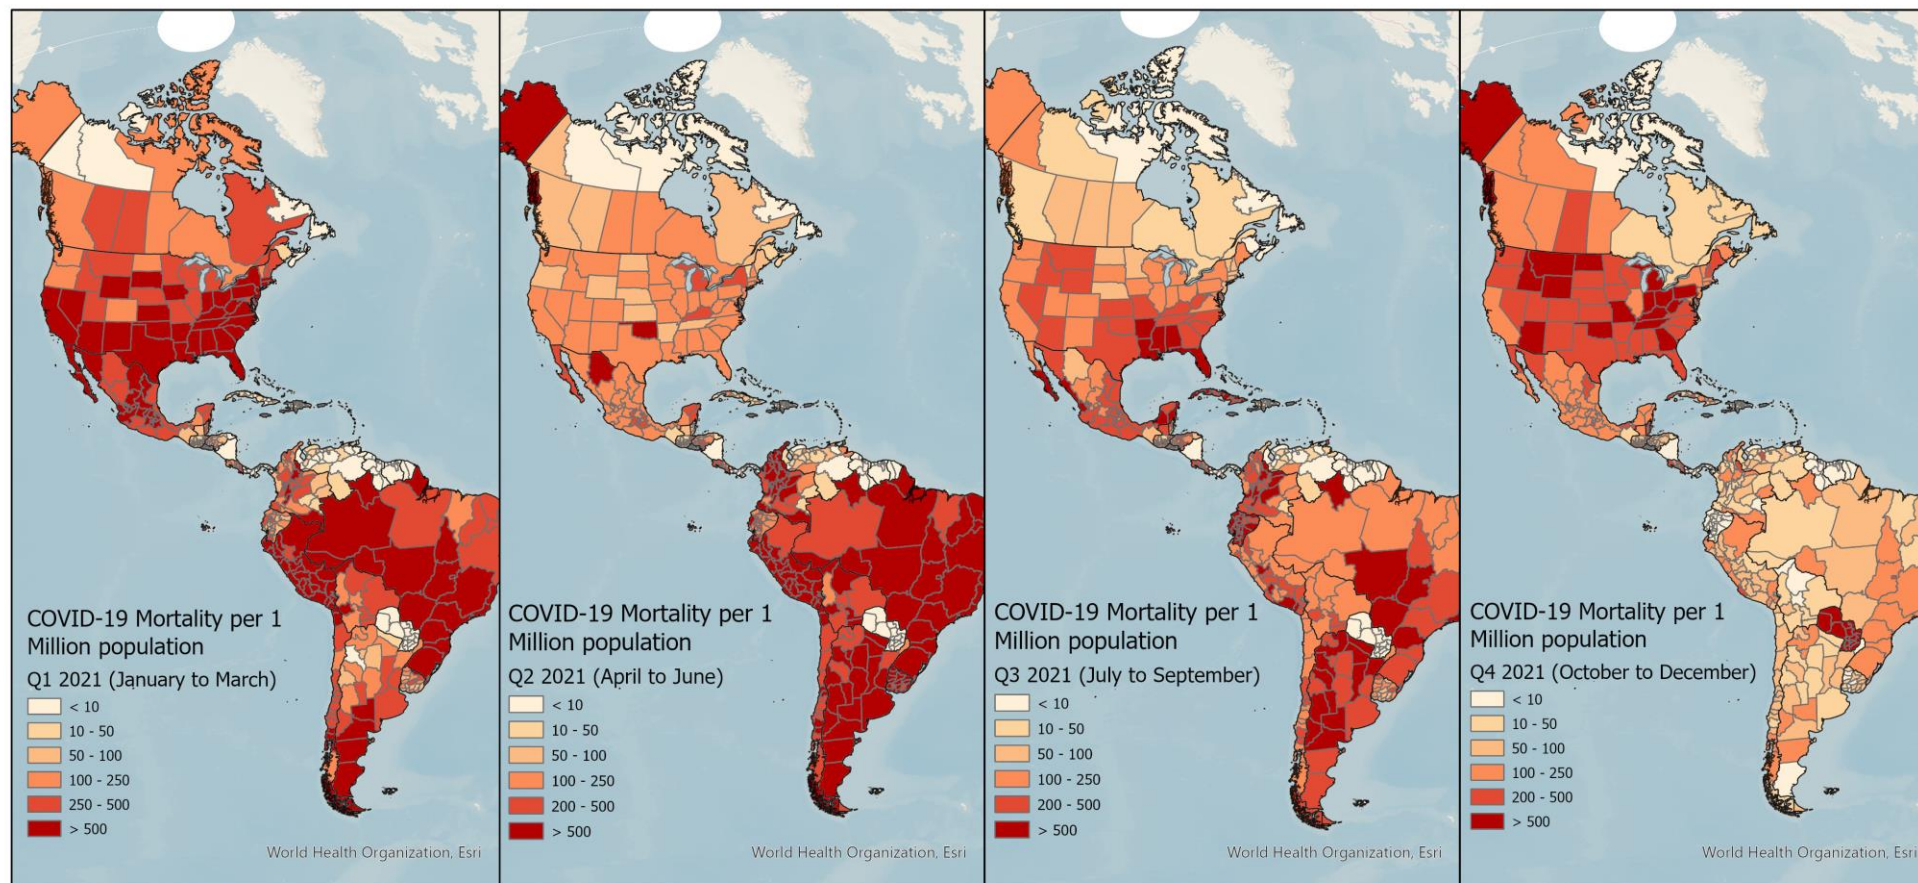 COVID-19 Mortality per 1
Million population
Q1 2021 (January to March)
< 10
10 - 50
50 - 100
100 - 250
250 - 500
> 500
World Health Organization, Esri
COVID-19 Mortality per 1
Million population
Q2 2021 (April to June)
< 10
10 - 50
50 - 100
100 - 250
200 - 500
> 500
World Health Organization, Esri
COVID-19 Mortality per 1
Million population
Q3 2021 (July to September)
< 10
10 - 50
50 - 100
100 - 250
200 - 500
> 500
World Health Organization, Esri
COVID-19 Mortality per 1
Million population
Q4 2021 (October to December)
< 10
10 - 50
50 - 100
100 - 250
200 - 500
> 500
World Health Organization, Esri